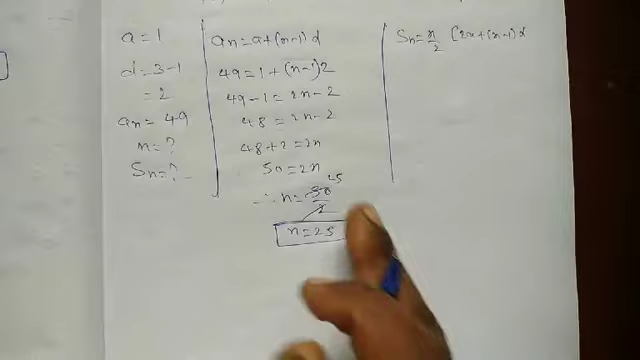 a = 1
d = 3-1
= 2
an = 49
n = ?
Sn = ?
an = a+(n-1) d
49 = 1 + (n-1) 2
49 - 1 = 2n - 2
48 = 2n - 2
48 + 2 = 2n
50 = 2n
∴ n = 50/2 25
n = 25
Sn = n/2 [2a+(n-1) d